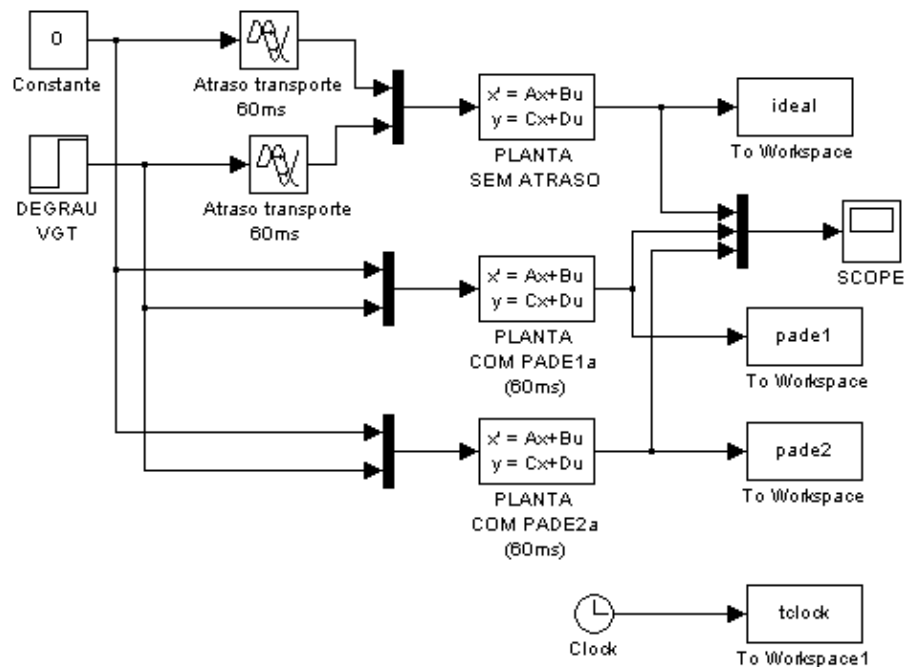 0
Constante
Atraso transporte
60ms
x' = Ax+Bu
y = Cx+Du
PLANTA
SEM ATRASO
ideal
To Workspace
DEGRAU
VGT
Atraso transporte
60ms
SCOPE
x' = Ax+Bu
y = Cx+Du
PLANTA
COM PADE1a
(60ms)
pade1
To Workspace
x' = Ax+Bu
y = Cx+Du
PLANTA
COM PADE2a
(60ms)
pade2
To Workspace
Clock
tclock
To Workspace1